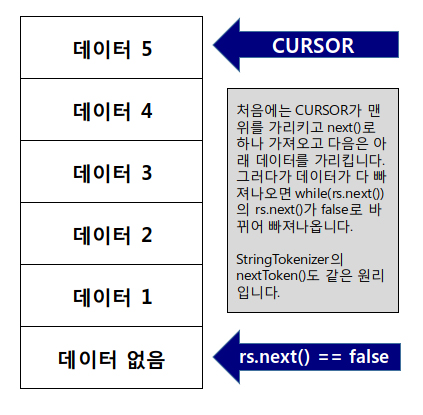 데이터 5
CURSOR
데이터 4
데이터 3
데이터 2
데이터 1
데이터 없음
처음에는 CURSOR가 맨
위를 가리키고 next()로
하나 가져오고 다음은 아
래 데이터를 가리킵니다.
그러다가 데이터가 다 빠
져나오면 while(rs.next())
의 rs.next()가 false로 바
뀌어 빠져나옵니다.
StringTokenizer의
nextToken()도 같은 원리
입니다.
rs.next() == false